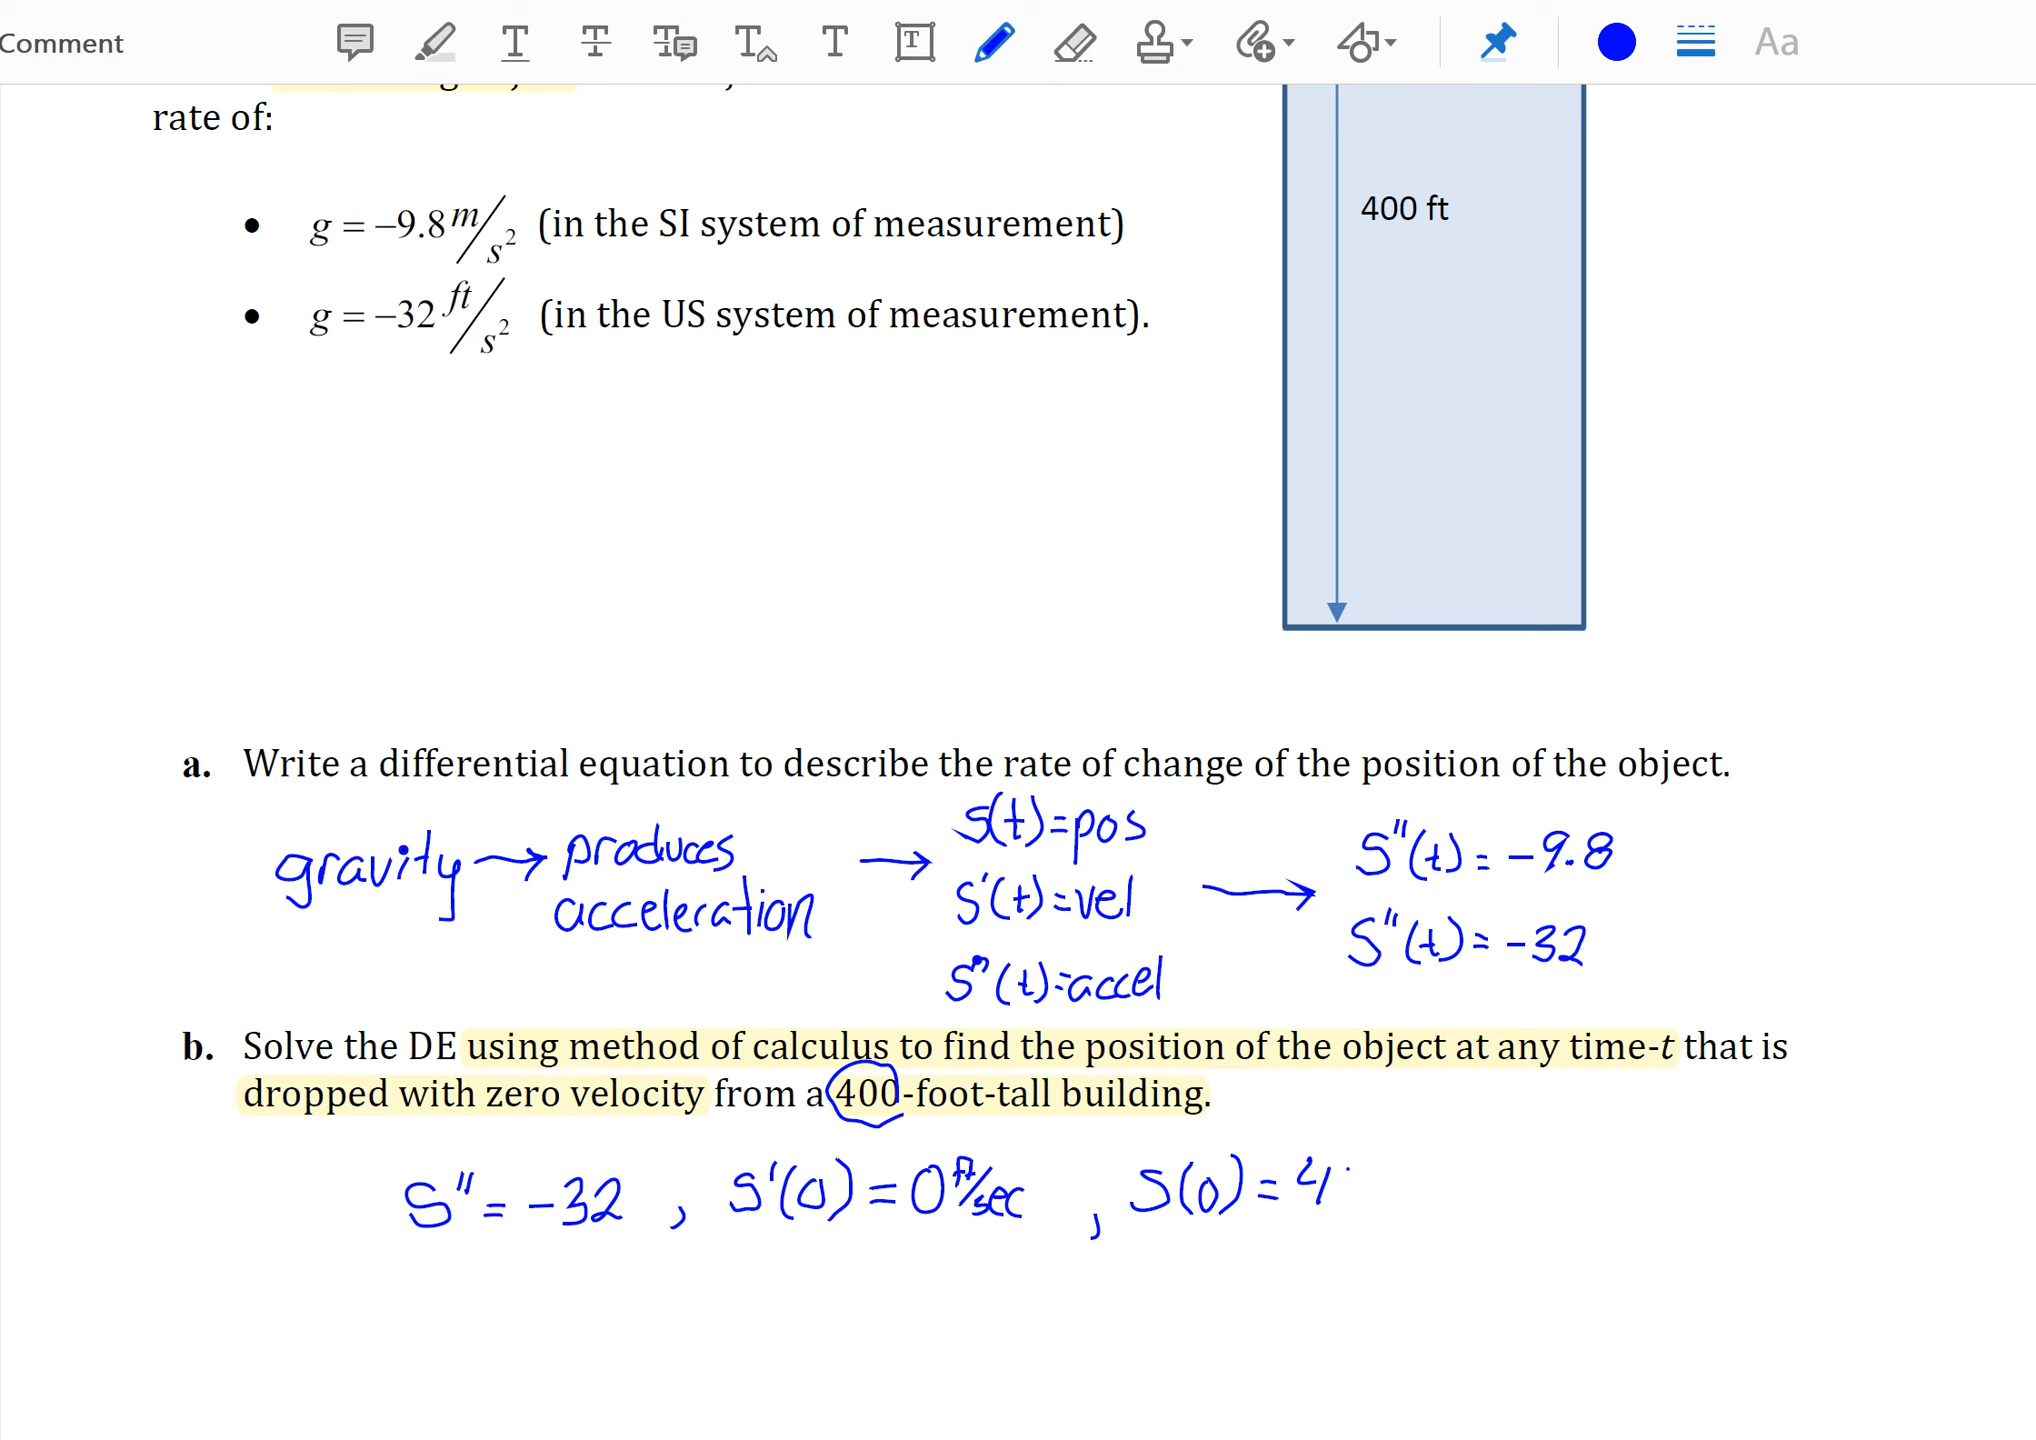 Comment
T
Aa
rate of:
• g = −9.8 m/s² (in the SI system of measurement)
400 ft
• g = −32 ft/s² (in the US system of measurement).
a. Write a differential equation to describe the rate of change of the position of the object.
gravity → produces acceleration → s(t)=pos
s'(t)=vel
s''(t)=accel
→ S''(t) = −9.8
S''(t) = −32
b. Solve the DE using method of calculus to find the position of the object at any time-t that is
dropped with zero velocity from a 400-foot-tall building.
S'' = −32 , S'(0) = 0 ft/sec , S(0) = 4